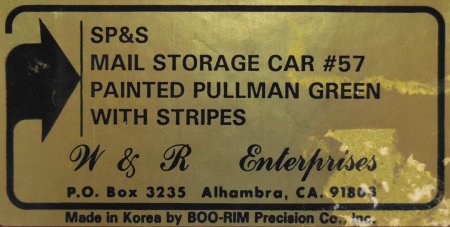 SP&S
MAIL STORAGE CAR #57
PAINTED PULLMAN GREEN
WITH STRIPES
W & R Enterprises
P.O. Box 3235 Alhambra, CA. 91803
Made in Korea by BOO-RIM Precision Co., Inc.